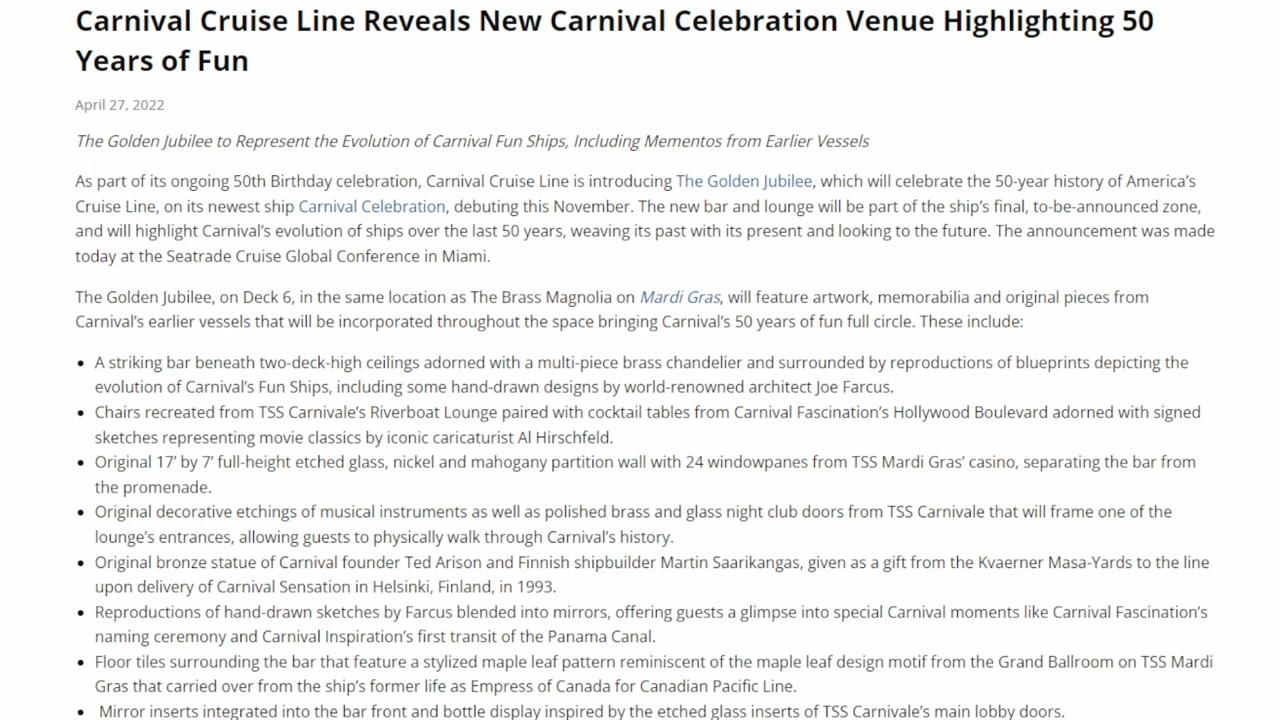 Carnival Cruise Line Reveals New Carnival Celebration Venue Highlighting 50
Years of Fun
April 27, 2022
The Golden Jubilee to Represent the Evolution of Carnival Fun Ships, Including Mementos from Earlier Vessels
As part of its ongoing 50th Birthday celebration, Carnival Cruise Line is introducing The Golden Jubilee, which will celebrate the 50-year history of America's
Cruise Line, on its newest ship Carnival Celebration, debuting this November. The new bar and lounge will be part of the ship's final, to-be-announced zone,
and will highlight Carnival's evolution of ships over the last 50 years, weaving its past with its present and looking to the future. The announcement was made
today at the Seatrade Cruise Global Conference in Miami.
The Golden Jubilee, on Deck 6, in the same location as The Brass Magnolia on Mardi Gras, will feature artwork, memorabilia and original pieces from
Carnival's earlier vessels that will be incorporated throughout the space bringing Carnival's 50 years of fun full circle. These include:
• A striking bar beneath two-deck-high ceilings adorned with a multi-piece brass chandelier and surrounded by reproductions of blueprints depicting the
evolution of Carnival's Fun Ships, including some hand-drawn designs by world-renowned architect Joe Farcus.
• Chairs recreated from TSS Carnivale's Riverboat Lounge paired with cocktail tables from Carnival Fascination's Hollywood Boulevard adorned with signed
sketches representing movie classics by iconic caricaturist Al Hirschfeld.
• Original 17' by 7' full-height etched glass, nickel and mahogany partition wall with 24 windowpanes from TSS Mardi Gras' casino, separating the bar from
the promenade.
• Original decorative etchings of musical instruments as well as polished brass and glass night club doors from TSS Carnivale that will frame one of the
lounge's entrances, allowing guests to physically walk through Carnival's history.
• Original bronze statue of Carnival founder Ted Arison and Finnish shipbuilder Martin Saarikangas, given as a gift from the Kvaerner Masa-Yards to the line
upon delivery of Carnival Sensation in Helsinki, Finland, in 1993.
• Reproductions of hand-drawn sketches by Farcus blended into mirrors, offering guests a glimpse into special Carnival moments like Carnival Fascination's
naming ceremony and Carnival Inspiration's first transit of the Panama Canal.
• Floor tiles surrounding the bar that feature a stylized maple leaf pattern reminiscent of the maple leaf design motif from the Grand Ballroom on TSS Mardi
Gras that carried over from the ship's former life as Empress of Canada for Canadian Pacific Line.
• Mirror inserts integrated into the bar front and bottle display inspired by the etched glass inserts of TSS Carnivale's main lobby doors.